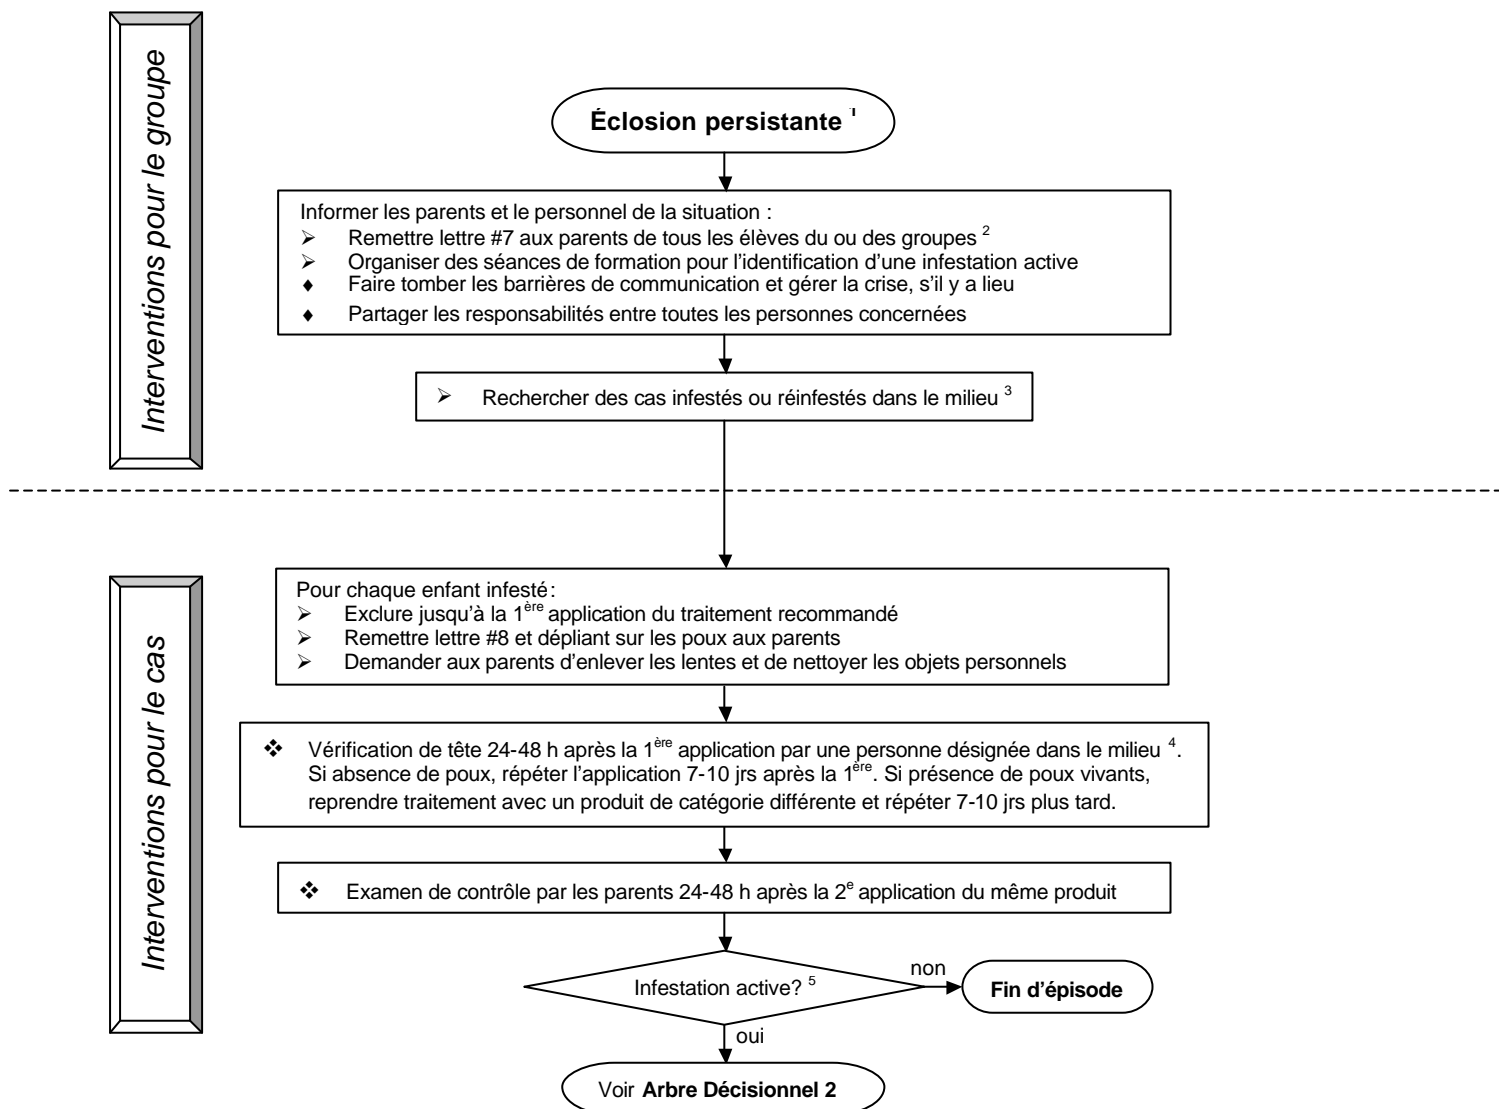 Interventions pour le groupe
Éclosion persistante 1
Informer les parents et le personnel de la situation :
➢ Remettre lettre #7 aux parents de tous les élèves du ou des groupes 2
➢ Organiser des séances de formation pour l'identification d'une infestation active
♦ Faire tomber les barrières de communication et gérer la crise, s'il y a lieu
♦ Partager les responsabilités entre toutes les personnes concernées
➢ Rechercher des cas infestés ou réinfestés dans le milieu 3
Interventions pour le cas
Pour chaque enfant infesté:
➢ Exclure jusqu'à la 1ère application du traitement recommandé
➢ Remettre lettre #8 et dépliant sur les poux aux parents
➢ Demander aux parents d'enlever les lentes et de nettoyer les objets personnels
❖ Vérification de tête 24-48 h après la 1ère application par une personne désignée dans le milieu 4.
Si absence de poux, répéter l'application 7-10 jrs après la 1ère. Si présence de poux vivants,
reprendre traitement avec un produit de catégorie différente et répéter 7-10 jrs plus tard.
❖ Examen de contrôle par les parents 24-48 h après la 2e application du même produit
Infestation active? 5
non
Fin d'épisode
oui
Voir Arbre Décisionnel 2